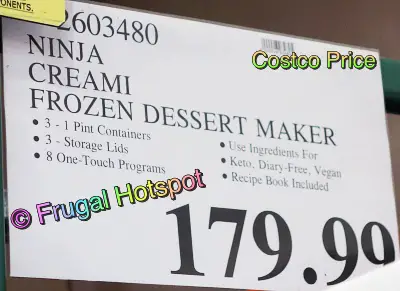 ONENTS.
2603480
Costco Price
NINJA
CREAMI
FROZEN DESSERT MAKER
• 3 - 1 Pint Containers
• 3 - Storage Lids
• 8 One-Touch Programs
• Use Ingredients For
• Keto, Diary-Free, Vegan
• Recipe Book Included
© Frugal Hotspot
179.99